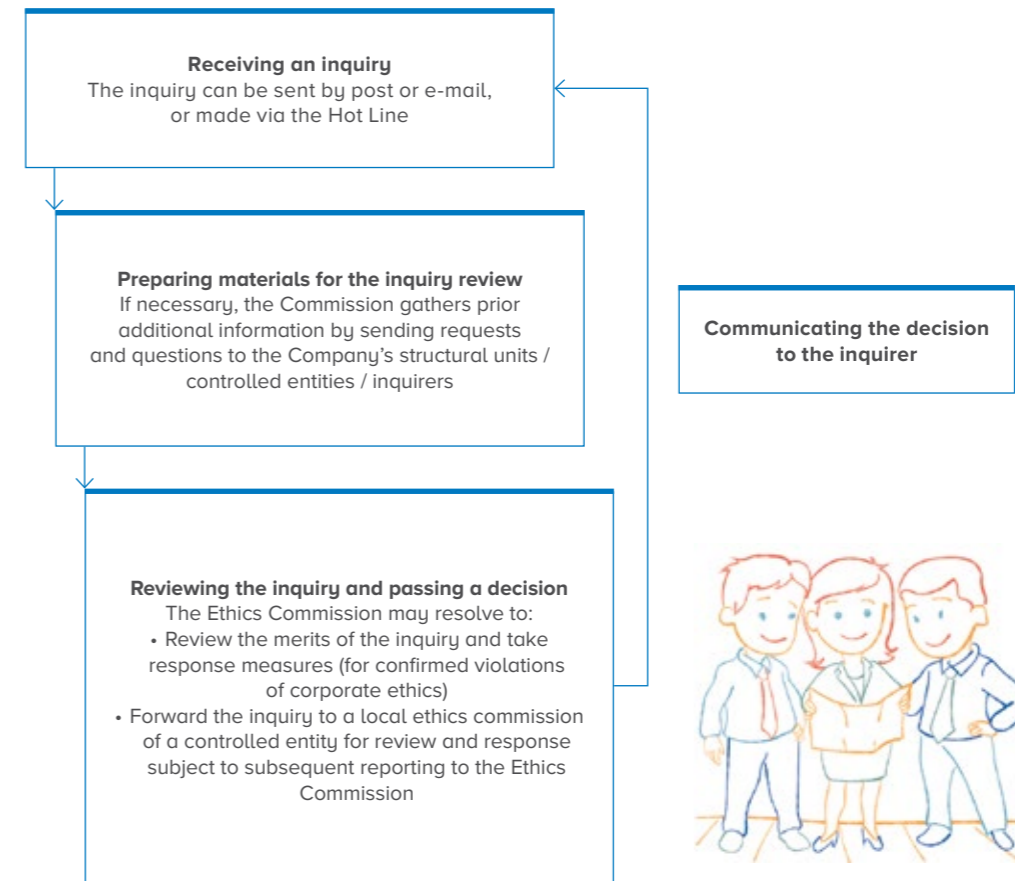 Receiving an inquiry
The inquiry can be sent by post or e-mail,
or made via the Hot Line
Preparing materials for the inquiry review
If necessary, the Commission gathers prior
additional information by sending requests
and questions to the Company’s structural units /
controlled entities / inquirers
Communicating the decision
to the inquirer
Reviewing the inquiry and passing a decision
The Ethics Commission may resolve to:
• Review the merits of the inquiry and take
response measures (for confirmed violations
of corporate ethics)
• Forward the inquiry to a local ethics commission
of a controlled entity for review and response
subject to subsequent reporting to the Ethics
Commission